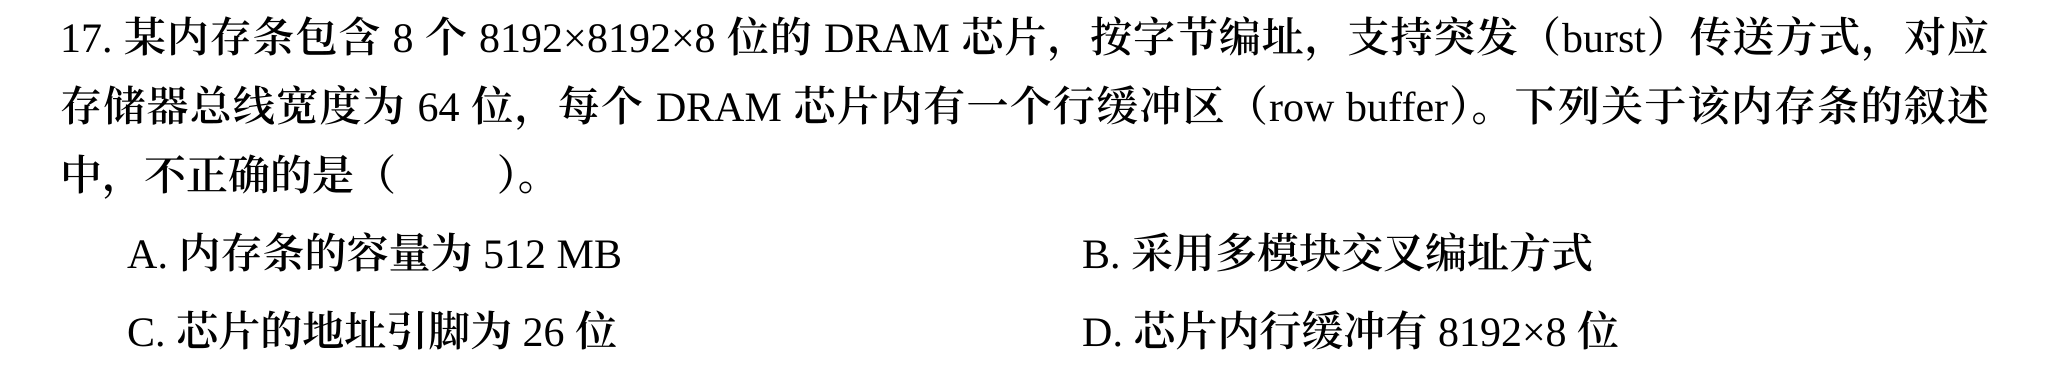 17. 某内存条包含 8 个 8192×8192×8 位的 DRAM 芯片，按字节编址，支持突发（burst）传送方式，对应
存储器总线宽度为 64 位，每个 DRAM 芯片内有一个行缓冲区（row buffer）。下列关于该内存条的叙述
中，不正确的是（　　）。
A. 内存条的容量为 512 MB
B. 采用多模块交叉编址方式
C. 芯片的地址引脚为 26 位
D. 芯片内行缓冲有 8192×8 位